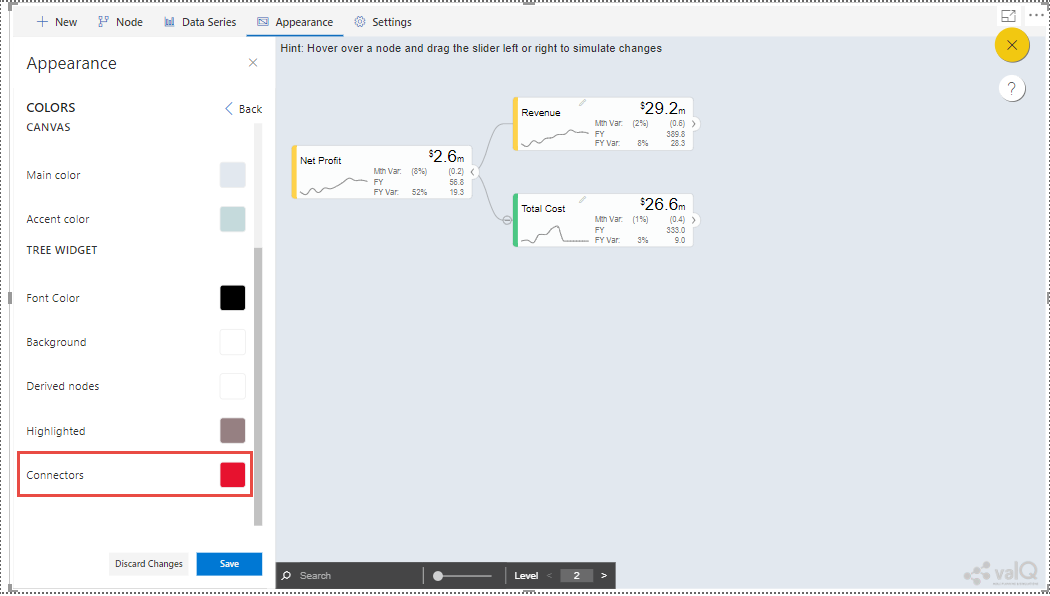 New Node Data Series Appearance Settings
Hint: Hover over a node and drag the slider left or right to simulate changes
Appearance
COLORS
Back
CANVAS
Main color
Accent color
TREE WIDGET
Font Color
Background
Derived nodes
Highlighted
Connectors
Discard Changes Save
Net Profit
$2.6m
Mth Var: (8%) (0.2)
FY 56.8
FY Var: 52% 19.3
Revenue
$29.2m
Mth Var: (2%) (0.6)
FY 389.8
FY Var: 8% 28.3
Total Cost
$26.6m
Mth Var: (1%) (0.4)
FY 333.0
FY Var: 3% 9.0
?
Search
Level < 2 >
valQ